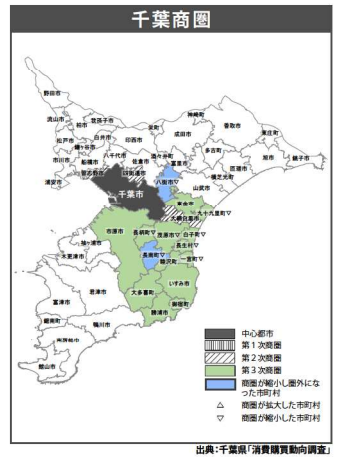 千葉商圏
野田市
流山市
柏市
我孫子市
松戸市
鎌ケ谷市
白井市
印西市
栄町
成田市
神崎町
香取市
東庄町
多古町
市川市
船橋市
八千代市
佐倉市
酒々井町
富里市
匝瑳市
旭市
銚子市
浦安市
習志野市
四街道市
八街市▽
芝山町
横芝光町
山武市
千葉市
東金市
九十九里町▽
大網白里市
市原市
長柄町▽
茂原市▽
白子町▽
袖ヶ浦市
長生村▽
木更津市
長南町▽
睦沢町
一宮町▽
いすみ市
君津市
大多喜町
富津市
御宿町
勝浦市
鋸南町
鴨川市
南房総市
館山市
中心都市
第1次商圏
第2次商圏
第3次商圏
商圏が縮小し圏外にな
った市町村
△ 商圏が拡大した市町村
▽ 商圏が縮小した市町村
出典:千葉県「消費購買動向調査」